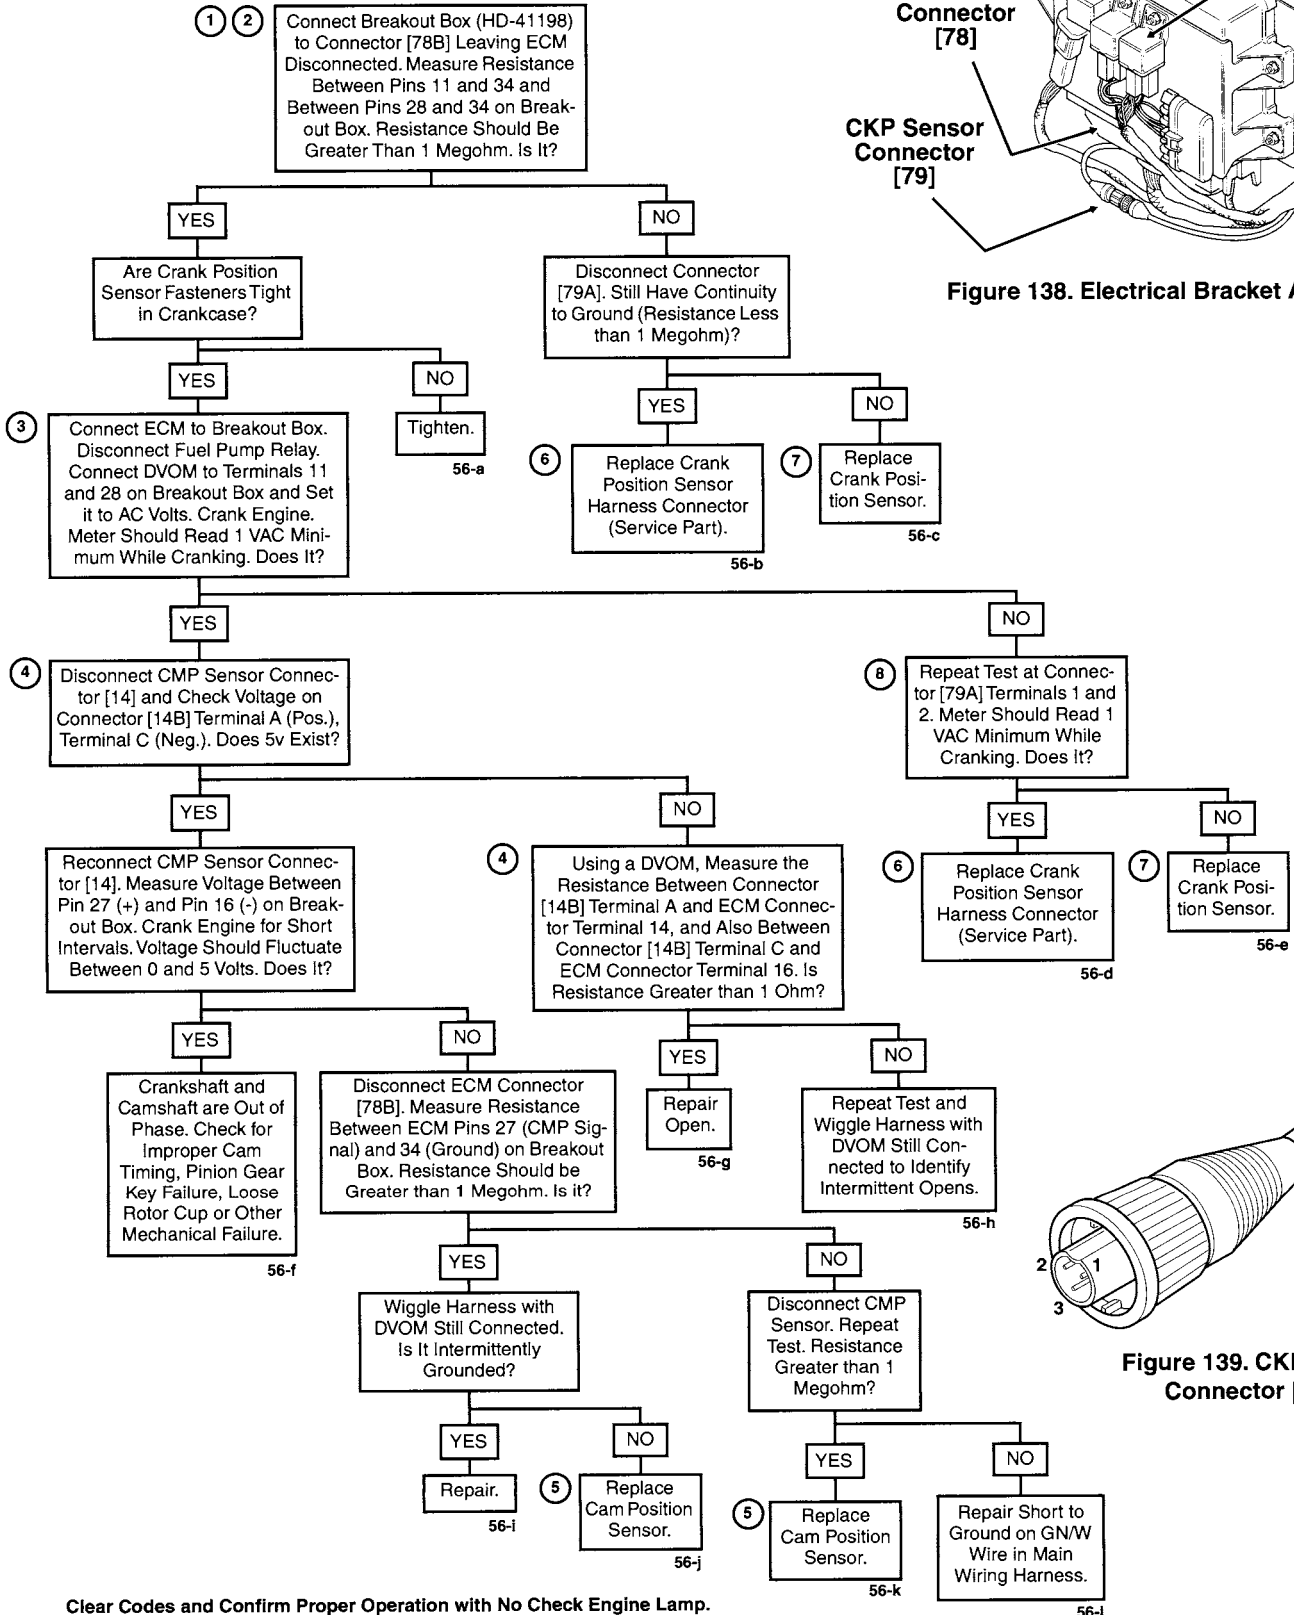 1 2
Connect Breakout Box (HD-41198)
to Connector [78B] Leaving ECM
Disconnected. Measure Resistance
Between Pins 11 and 34 and
Between Pins 28 and 34 on Break-
out Box. Resistance Should Be
Greater Than 1 Megohm. Is It?
Connector
[78]
CKP Sensor
Connector
[79]
Figure 138. Electrical Bracket
YES
NO
Are Crank Position
Sensor Fasteners Tight
in Crankcase?
Disconnect Connector
[79A]. Still Have Continuity
to Ground (Resistance Less
than 1 Megohm)?
YES
NO
YES
NO
3
Connect ECM to Breakout Box.
Disconnect Fuel Pump Relay.
Connect DVOM to Terminals 11
and 28 on Breakout Box and Set
it to AC Volts. Crank Engine.
Meter Should Read 1 VAC Mini-
mum While Cranking. Does It?
Tighten.
56-a
6
Replace Crank
Position Sensor
Harness Connector
(Service Part).
56-b
7
Replace
Crank Posi-
tion Sensor.
56-c
YES
NO
4
Disconnect CMP Sensor Connec-
tor [14] and Check Voltage on
Connector [14B] Terminal A (Pos.),
Terminal C (Neg.). Does 5v Exist?
8
Repeat Test at Connec-
tor [79A] Terminals 1 and
2. Meter Should Read 1
VAC Minimum While
Cranking. Does It?
YES
NO
YES
NO
Reconnect CMP Sensor Connec-
tor [14]. Measure Voltage Between
Pin 27 (+) and Pin 16 (-) on Break-
out Box. Crank Engine for Short
Intervals. Voltage Should Fluctuate
Between 0 and 5 Volts. Does It?
4
Using a DVOM, Measure the
Resistance Between Connector
[14B] Terminal A and ECM Connec-
tor Terminal 14, and Also Between
Connector [14B] Terminal C and
ECM Connector Terminal 16. Is
Resistance Greater than 1 Ohm?
6
Replace Crank
Position Sensor
Harness Connector
(Service Part).
56-d
7
Replace
Crank Posi-
tion Sensor.
56-e
YES
NO
YES
NO
Crankshaft and
Camshaft are Out of
Phase. Check for
Improper Cam
Timing, Pinion Gear
Key Failure, Loose
Rotor Cup or Other
Mechanical Failure.
56-f
Disconnect ECM Connector
[78B]. Measure Resistance
Between ECM Pins 27 (CMP Sig-
nal) and 34 (Ground) on Breakout
Box. Resistance Should be
Greater than 1 Megohm. Is it?
Repair
Open.
56-g
Repeat Test and
Wiggle Harness with
DVOM Still Con-
nected to Identify
Intermittent Opens.
56-h
YES
NO
2 1
3
Wiggle Harness with
DVOM Still Connected.
Is It Intermittently
Grounded?
Disconnect CMP
Sensor. Repeat
Test. Resistance
Greater than 1
Megohm?
Figure 139.
Connector
YES
NO
YES
NO
Repair.
56-i
5
Replace
Cam Position
Sensor.
56-j
5
Replace
Cam Position
Sensor.
56-k
Repair Short to
Ground on GN/W
Wire in Main
Wiring Harness.
56-l
Clear Codes and Confirm Proper Operation with No Check Engine Lamp.